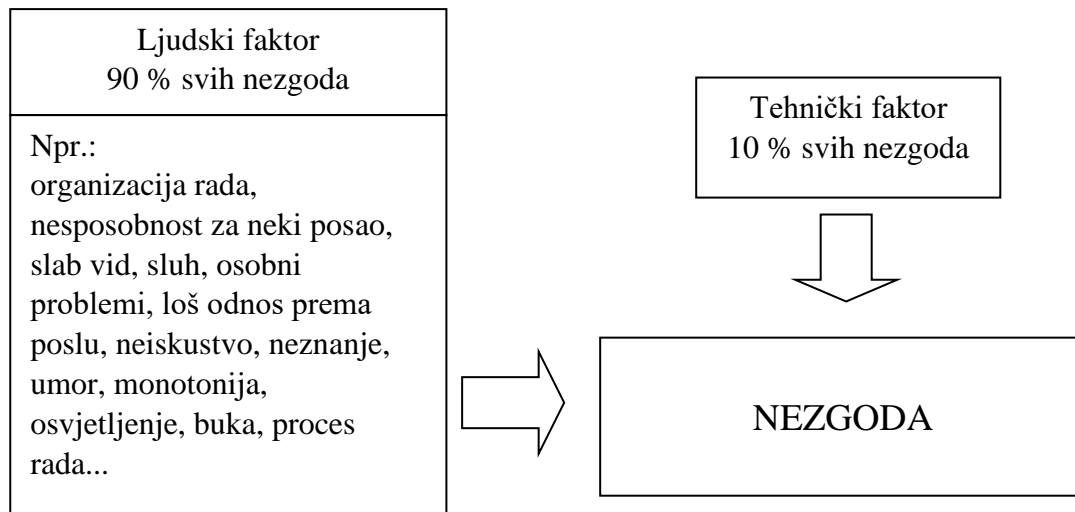 Ljudski faktor
90 % svih nezgoda
Npr.:
organizacija rada,
nesposobnost za neki posao,
slab vid, sluh, osobni
problemi, loš odnos prema
poslu, neiskustvo, neznanje,
umor, monotonija,
osvjetljenje, buka, proces
rada...
Tehnički faktor
10 % svih nezgoda
NEZGODA